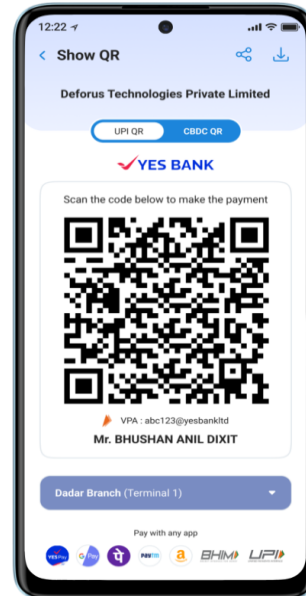 12:22
Show QR
Deforus Technologies Private Limited
UPI QR CBDC QR
YES BANK
Scan the code below to make the payment
VPA : abc123@yesbankltd
Mr. BHUSHAN ANIL DIXIT
Dadar Branch (Terminal 1)
Pay with any app
YES Pay G Pay पे Paytm a BHIM UPI